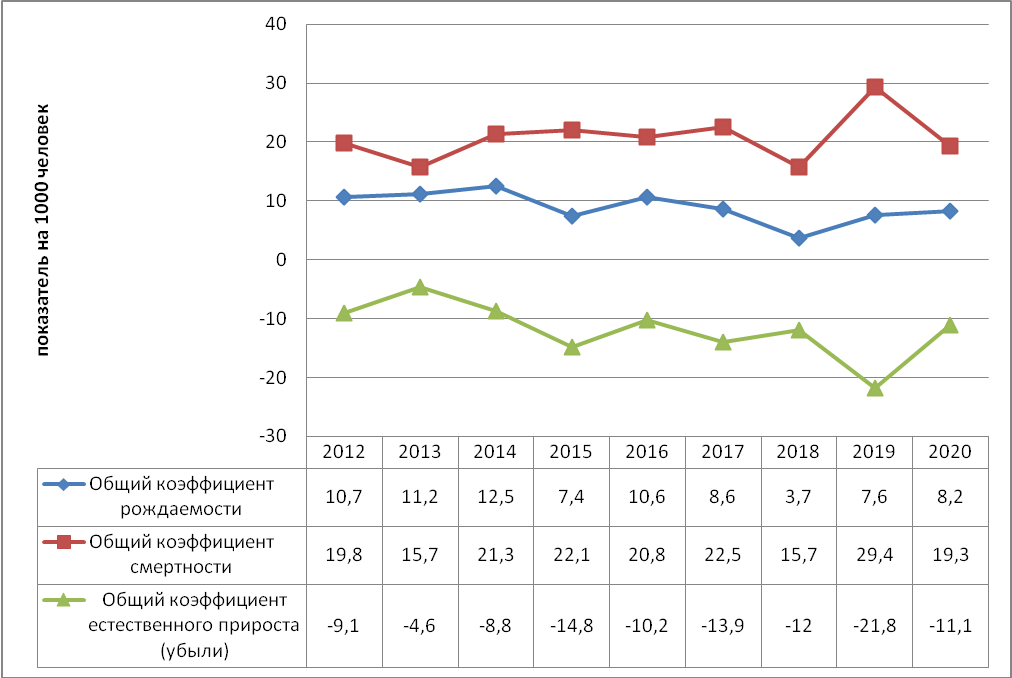 показатель на 1000 человек
40
30
20
10
0
-10
-20
-30
2012 2013 2014 2015 2016 2017 2018 2019 2020
Общий коэффициент
рождаемости
10,7 11,2 12,5 7,4 10,6 8,6 3,7 7,6 8,2
Общий коэффициент
смертности
19,8 15,7 21,3 22,1 20,8 22,5 15,7 29,4 19,3
Общий коэффициент
естественного прироста
(убыли)
-9,1 -4,6 -8,8 -14,8 -10,2 -13,9 -12 -21,8 -11,1